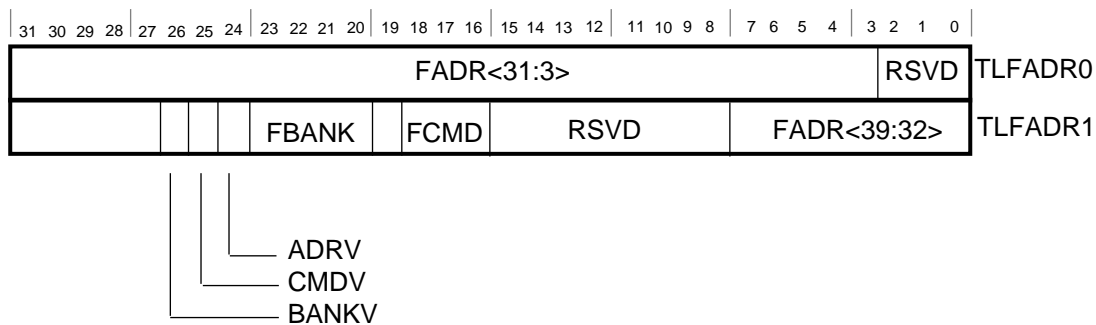 31 30 29 28 27 26 25 24 23 22 21 20 19 18 17 16 15 14 13 12 11 10 9 8 7 6 5 4 3 2 1 0
FADR<31:3> RSVD TLFADR0
FBANK FCMD RSVD FADR<39:32> TLFADR1
ADRV
CMDV
BANKV